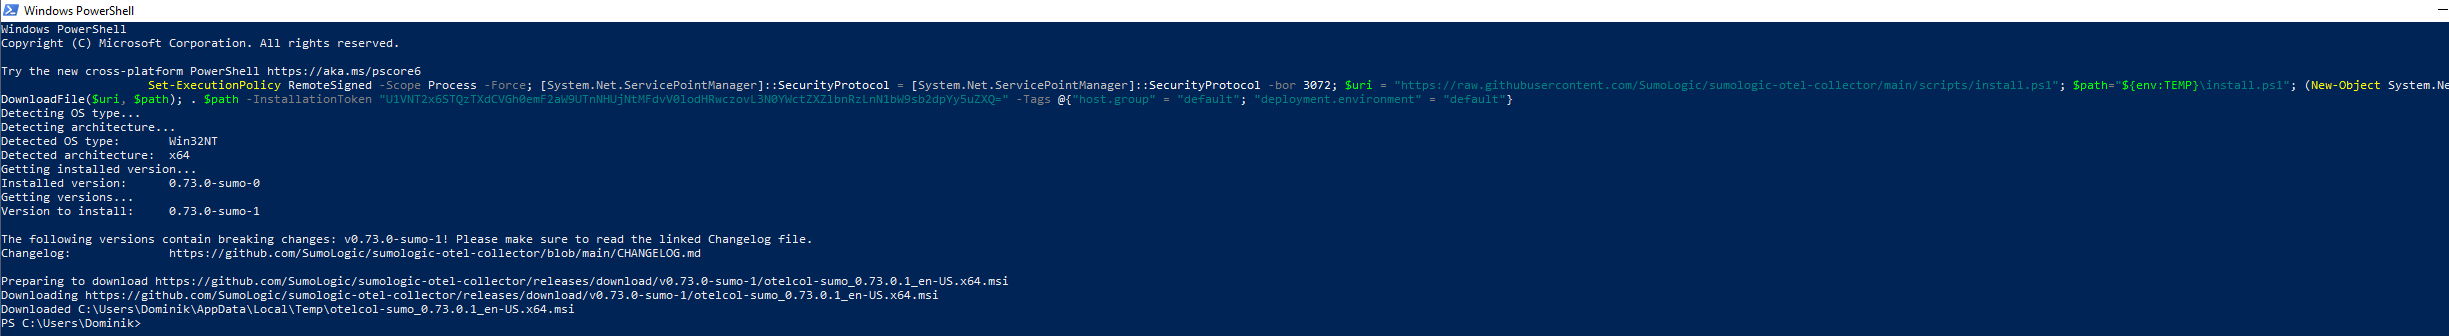 Windows PowerShell
Windows PowerShell
Copyright (C) Microsoft Corporation. All rights reserved.
Try the new cross-platform PowerShell https://aka.ms/pscore6
Set-ExecutionPolicy RemoteSigned -Scope Process -Force; [System.Net.ServicePointManager]::SecurityProtocol = [System.Net.ServicePointManager]::SecurityProtocol -bor 3072; $uri = "https://raw.githubusercontent.com/SumoLogic/sumologic-otel-collector/main/scripts/install.ps1"; $path="${env:TEMP}\install.ps1"; (New-Object System.Ne
DownloadFile($uri, $path); . $path -InstallationToken -Tags @{"host.group" = "default"; "deployment.environment" = "default"}
Detecting OS type...
Detecting architecture...
Detected OS type: Win32NT
Detected architecture: x64
Getting installed version...
Installed version: 0.73.0-sumo-0
Getting versions...
Version to install: 0.73.0-sumo-1
The following versions contain breaking changes: v0.73.0-sumo-1! Please make sure to read the linked Changelog file.
Changelog: https://github.com/SumoLogic/sumologic-otel-collector/blob/main/CHANGELOG.md
Preparing to download https://github.com/SumoLogic/sumologic-otel-collector/releases/download/v0.73.0-sumo-1/otelcol-sumo_0.73.0.1_en-US.x64.msi
Downloading https://github.com/SumoLogic/sumologic-otel-collector/releases/download/v0.73.0-sumo-1/otelcol-sumo_0.73.0.1_en-US.x64.msi
Downloaded C:\Users\Dominik\AppData\Local\Temp\otelcol-sumo_0.73.0.1_en-US.x64.msi
PS C:\Users\Dominik>